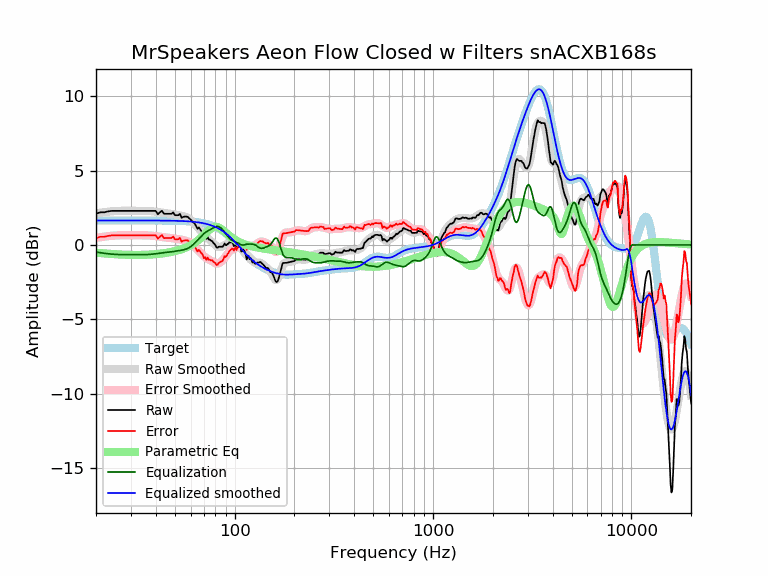 MrSpeakers Aeon Flow Closed w Filters snACXB168s
10
5
0
−5
−10
−15
Amplitude (dBr)
Target
Raw Smoothed
Error Smoothed
Raw
Error
Parametric Eq
Equalization
Equalized smoothed
100
1000
10000
Frequency (Hz)